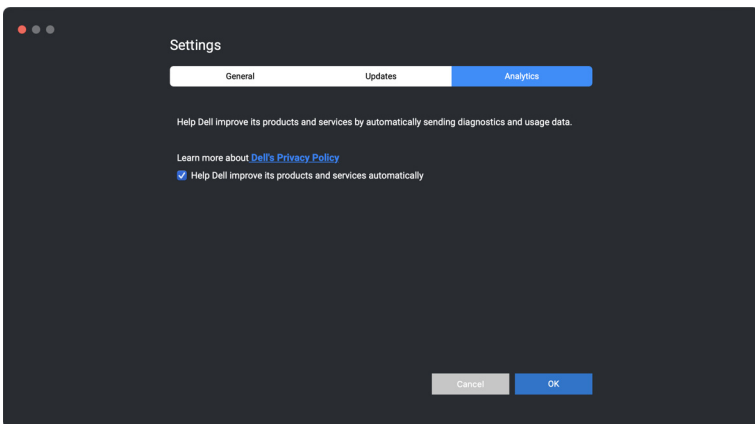 Settings
General Updates Analytics
Help Dell improve its products and services by automatically sending diagnostics and usage data.
Learn more about Dell's Privacy Policy
Help Dell improve its products and services automatically
Cancel OK